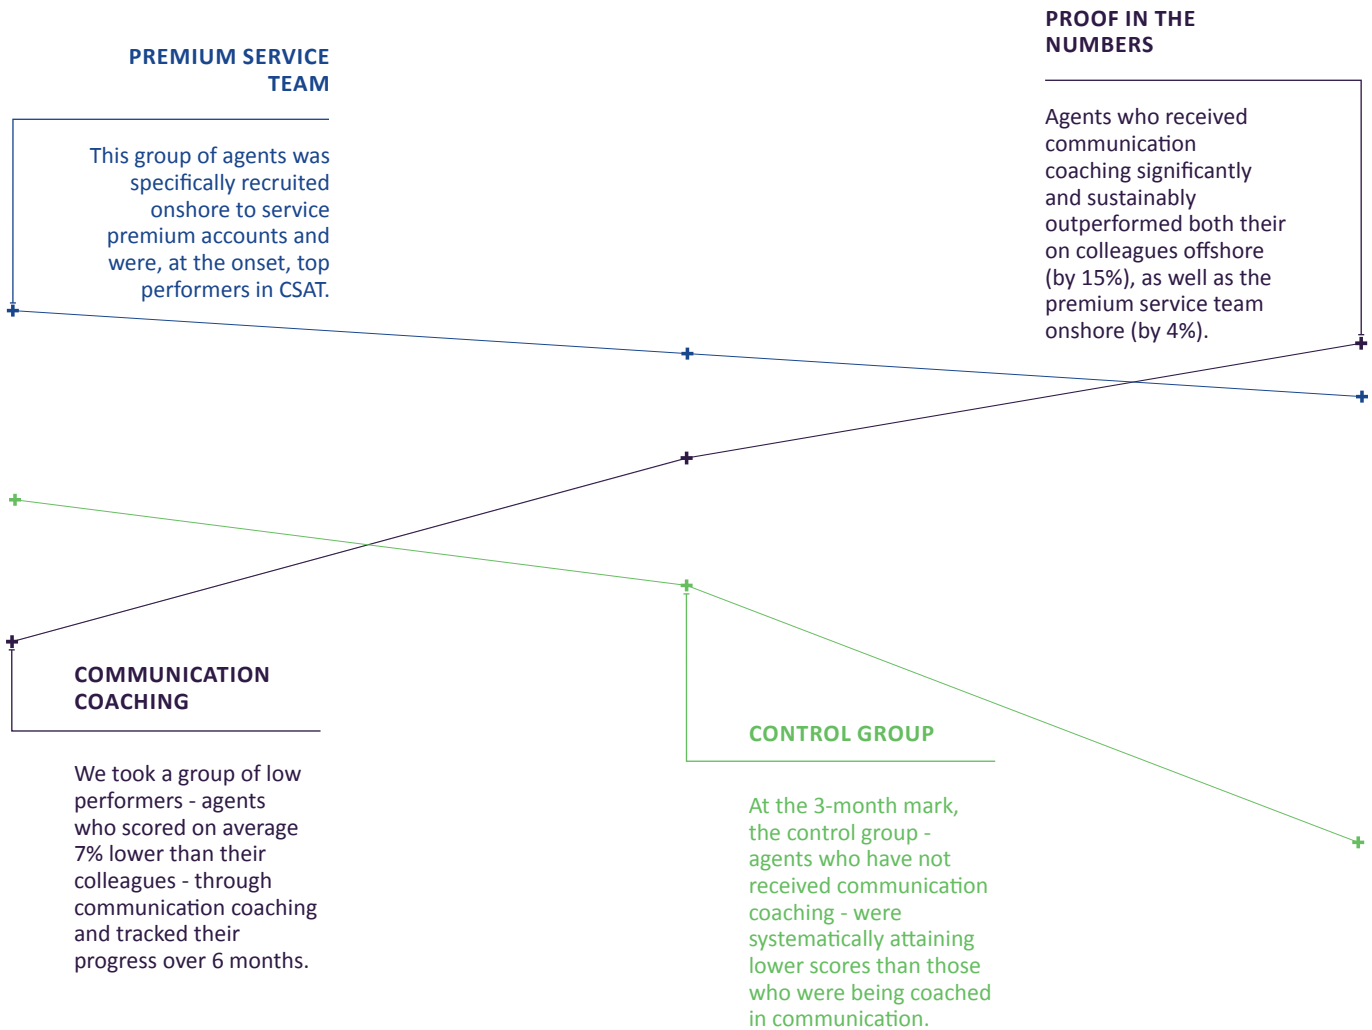 PREMIUM SERVICE
TEAM
This group of agents was
specifically recruited
onshore to service
premium accounts and
were, at the onset, top
performers in CSAT.
PROOF IN THE
NUMBERS
Agents who received
communication
coaching significantly
and sustainably
outperformed both their
on colleagues offshore
(by 15%), as well as the
premium service team
onshore (by 4%).
COMMUNICATION
COACHING
We took a group of low
performers - agents
who scored on average
7% lower than their
colleagues - through
communication coaching
and tracked their
progress over 6 months.
CONTROL GROUP
At the 3-month mark,
the control group -
agents who have not
received communication
coaching - were
systematically attaining
lower scores than those
who were being coached
in communication.